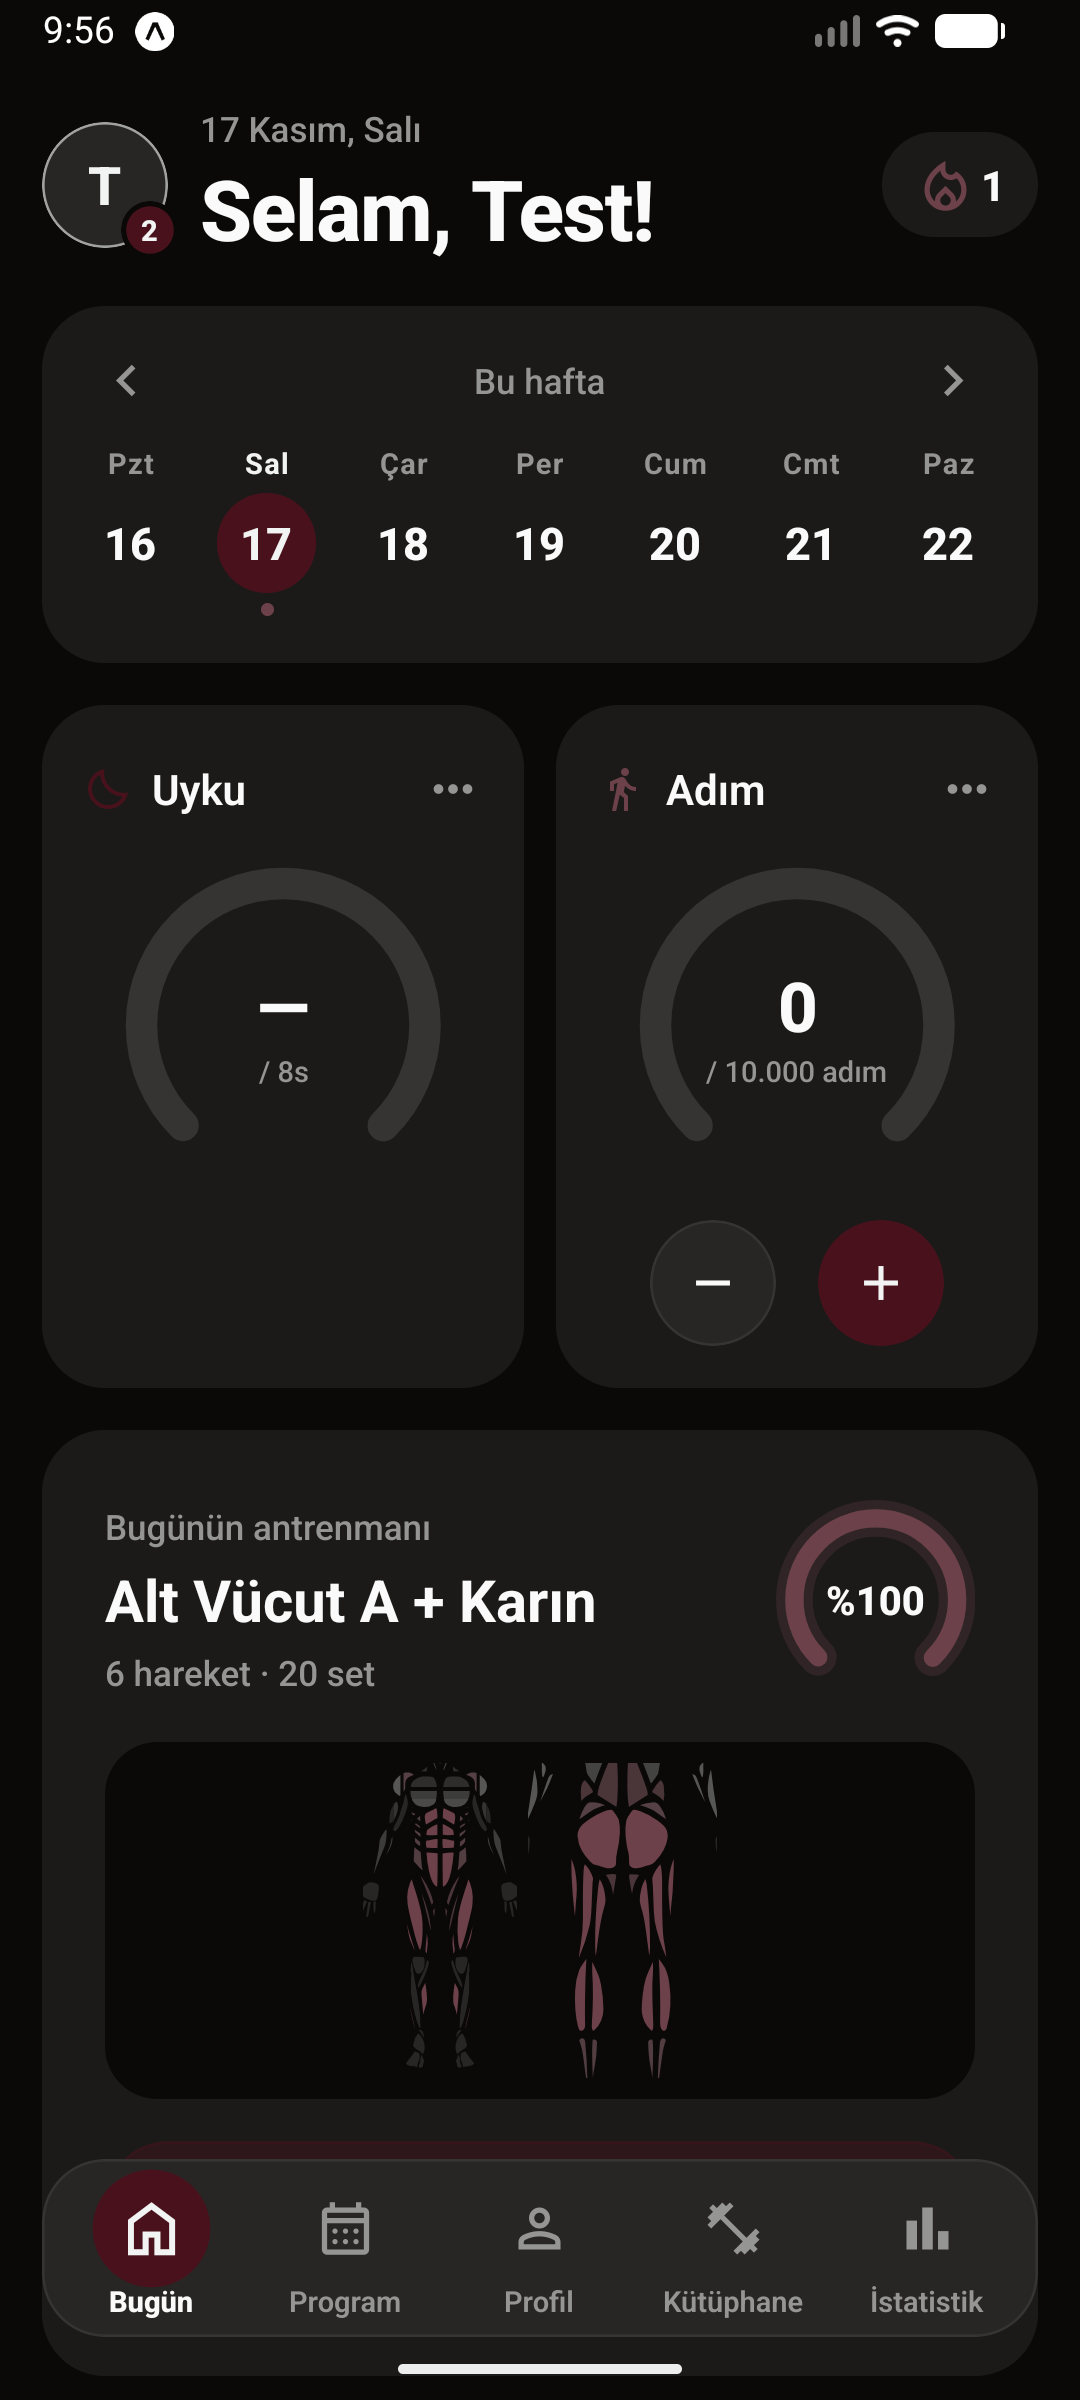 9:56
17 Kasım, Salı
T
2
Selam, Test!
1
Bu hafta
Pzt Sal Çar Per Cum Cmt Paz
16 17 18 19 20 21 22
Uyku
–
/ 8s
Adım
0
/ 10.000 adım
Bugünün antrenmanı
Alt Vücut A + Karın
6 hareket · 20 set
%100
Bugün Program Profil Kütüphane İstatistik